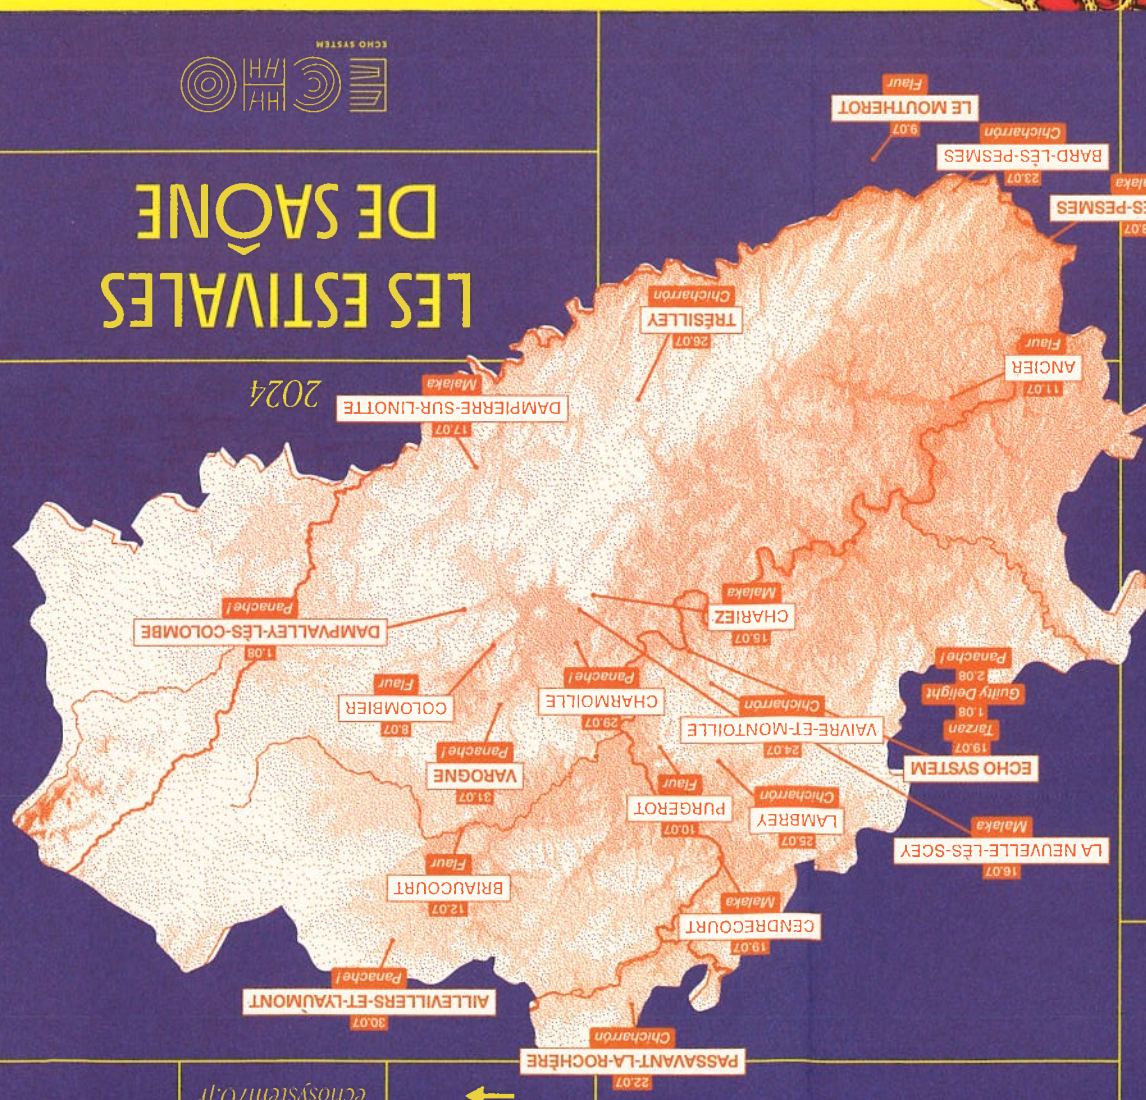 echosystem70.fr
22.07
PASSAVANT-LA-ROCHÈRE
Chicharrón
30.07
AILLEVILLERS-ET-LYAUMONT
Panache !
19.07
CENDRECOURT
Malaka
12.07
BRIAUCOURT
Flaur
16.07
LA NEUVELLE-LÈS-SCEY
Malaka
25.07
LAMBREY
Chicharrón
10.07
PURGEROT
Flaur
31.07
VAROGNE
Panache !
ECHO SYSTEM
19.07
Tarzan
1.08
Guilty Delight
2.08
Panache !
24.07
VAIVRE-ET-MONTOILLE
Chicharrón
29.07
CHARMOILLE
Panache !
8.07
COLOMBIER
Flaur
1.08
DAMPVALLEY-LÈS-COLOMBE
Panache !
15.07
CHARIEZ
Malaka
17.07
DAMPIERRE-SUR-LINOTTE
Malaka
11.07
ANCIER
Flaur
26.07
TRÉSILLEY
Chicharrón
23.07
BARD-LÈS-PESMES
Chicharrón
9.07
LE MOUTHEROT
Flaur
2024
LES ESTIVALES
DE SAÔNE
ECHO
ECHO SYSTEM